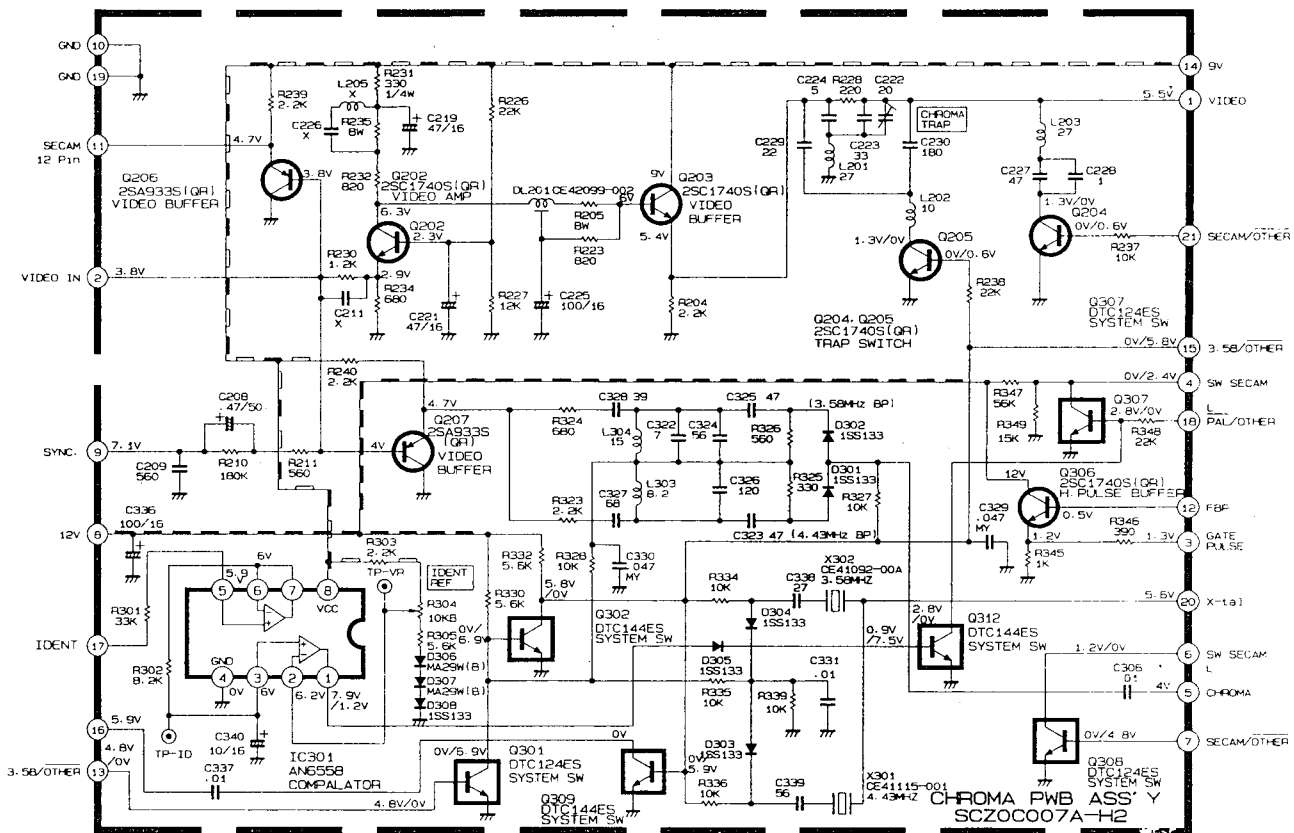 GND 10
GND 19
SECAM 11
12 Pin
VIDEO IN 2
SYNC. 9
12V 8
IDENT 17
16
3.58/OTHER 13
14 9V
1 VIDEO
21 SECAM/OTHER
15 3.58/OTHER
4 SW SECAM
L
18 PAL/OTHER
12 FBP
3 GATE
PULSE
20 X-tal
6 SW SECAM
L
5 CHROMA
7 SECAM/OTHER
R239
2.2K
4.7V
3.8V
Q206
2SA933S(QR)
VIDEO BUFFER
L205
X
C226
X
R231
330
1/4W
R235
BW
C219
47/16
R232
820
Q202
2SC1740S(QR)
VIDEO AMP
6.3V
Q202
2.3V
2.9V
R226
22K
R227
12K
3.8V
R230
1.2K
C211
X
R234
680
C221
47/16
DL201 CE42099-002
6V
R205
BW
R223
820
C225
100/16
9V
Q203
2SC1740S(QR)
VIDEO
BUFFER
5.4V
R204
2.2K
C224
5
R228
220
C222
20
C229
22
C223
33
L201
27
CHROMA
TRAP
C230
180
L202
10
1.3V/0V
Q205
0V/0.6V
R238
22K
5.5V
L203
27
C227
47
C228
1
1.3V/0V
Q204
0V/0.6V
R237
10K
Q204, Q205
2SC1740S(QR)
TRAP SWITCH
Q307
DTC124ES
SYSTEM SW
0V/5.8V
0V/2.4V
R347
56K
R349
15K
Q307
2.8V/0V
R348
22K
R240
2.2K
C208
.47/50
7.1V
C209
560
R210
180K
R211
560
4.7V
Q207
2SA933S
(QR)
VIDEO
BUFFER
4V
R324
680
C328 39
L304
15
C322
7
C324
56
C325 47
(3.58MHz BP)
R326
560
D302
1SS133
D301
1SS133
L303
8.2
C326
120
R325
330
R327
10K
R323
2.2K
C327
68
C323 47 (4.43MHz BP)
12V
Q306
2SC1740S(QR)
H.PULSE BUFFER
0.5V
1.2V
R346
390
1.3V
R345
1K
C329
.047
MY
C336
100/16
R301
33K
R302
8.2K
5.9V
6V
5 6 7 8
VCC
GND
4 3 2 1
0V
6V
6.2V
7.9V
/1.2V
R303
2.2K
TP-VR
IDENT
REF
R304
10KB
R305
5.6K
D306
MA29W(B)
D307
MA29W(B)
D308
1SS133
TP-ID
C340
10/16
IC301
AN6558
COMPALATOR
5.9V
4.8V
/0V
C337
.01
R332
5.6K
R330
5.6K
R328
10K
5.8V
/0V
C330
.047
MY
0V/
6.9V
Q302
DTC144ES
SYSTEM SW
R334
10K
C338
27
X302
CE41092-00A
3.58MHZ
D304
1SS133
D305
1SS133
R335
10K
R339
10K
C331
.01
D303
1SS133
R336
10K
C339
56
X301
CE41115-001
4.43MHZ
0.9V
/7.5V
2.8V
/0V
Q312
DTC144ES
SYSTEM SW
5.6V
1.2V/0V
C306
.01
4V
0V/4.8V
Q308
DTC124ES
SYSTEM SW
0V/6.9V
4.8V/0V
Q301
DTC124ES
SYSTEM SW
Q309
DTC144ES
SYSTEM SW
0V
0V/
5.9V
CHROMA PWB ASS'Y
SCZ0C007A-H2